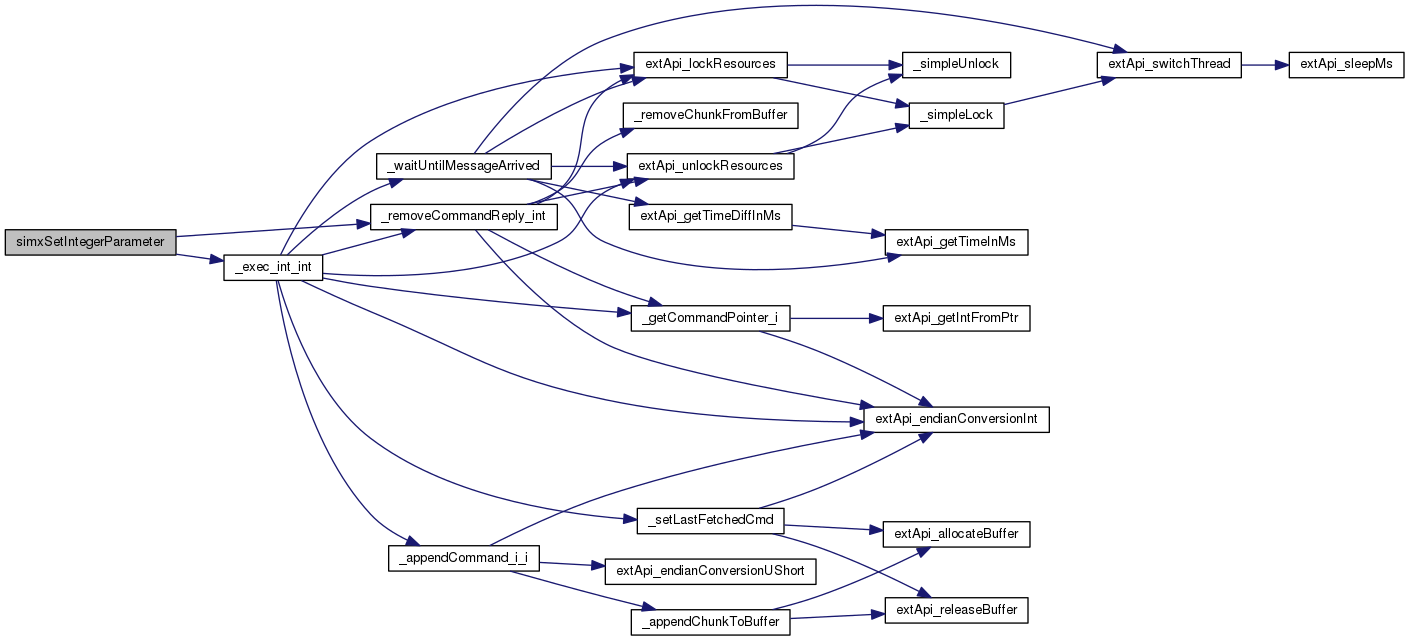 simxSetIntegerParameter
_exec_int_int
_waitUntilMessageArrived
_removeCommandReply_int
_appendCommand_i_i
extApi_lockResources
_removeChunkFromBuffer
extApi_unlockResources
extApi_getTimeDiffInMs
_getCommandPointer_i
_setLastFetchedCmd
extApi_endianConversionUShort
_appendChunkToBuffer
_simpleUnlock
_simpleLock
extApi_getTimeInMs
extApi_getIntFromPtr
extApi_endianConversionInt
extApi_allocateBuffer
extApi_releaseBuffer
extApi_switchThread
extApi_sleepMs